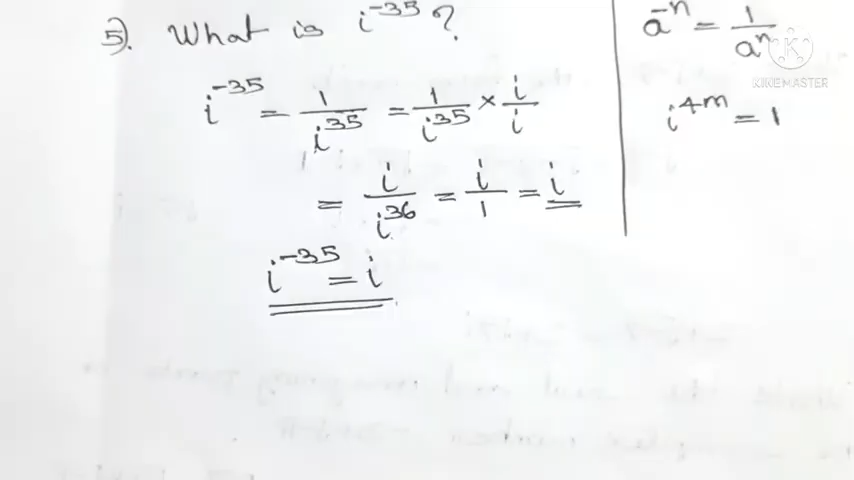 5). What is i^-35 ?
i^-35 = 1/i^35 = 1/i^35 × i/i
= i/i^36 = i/1 = i
i^-35 = i
a^-n = 1/a^n
i^4m = 1
KINEMASTER